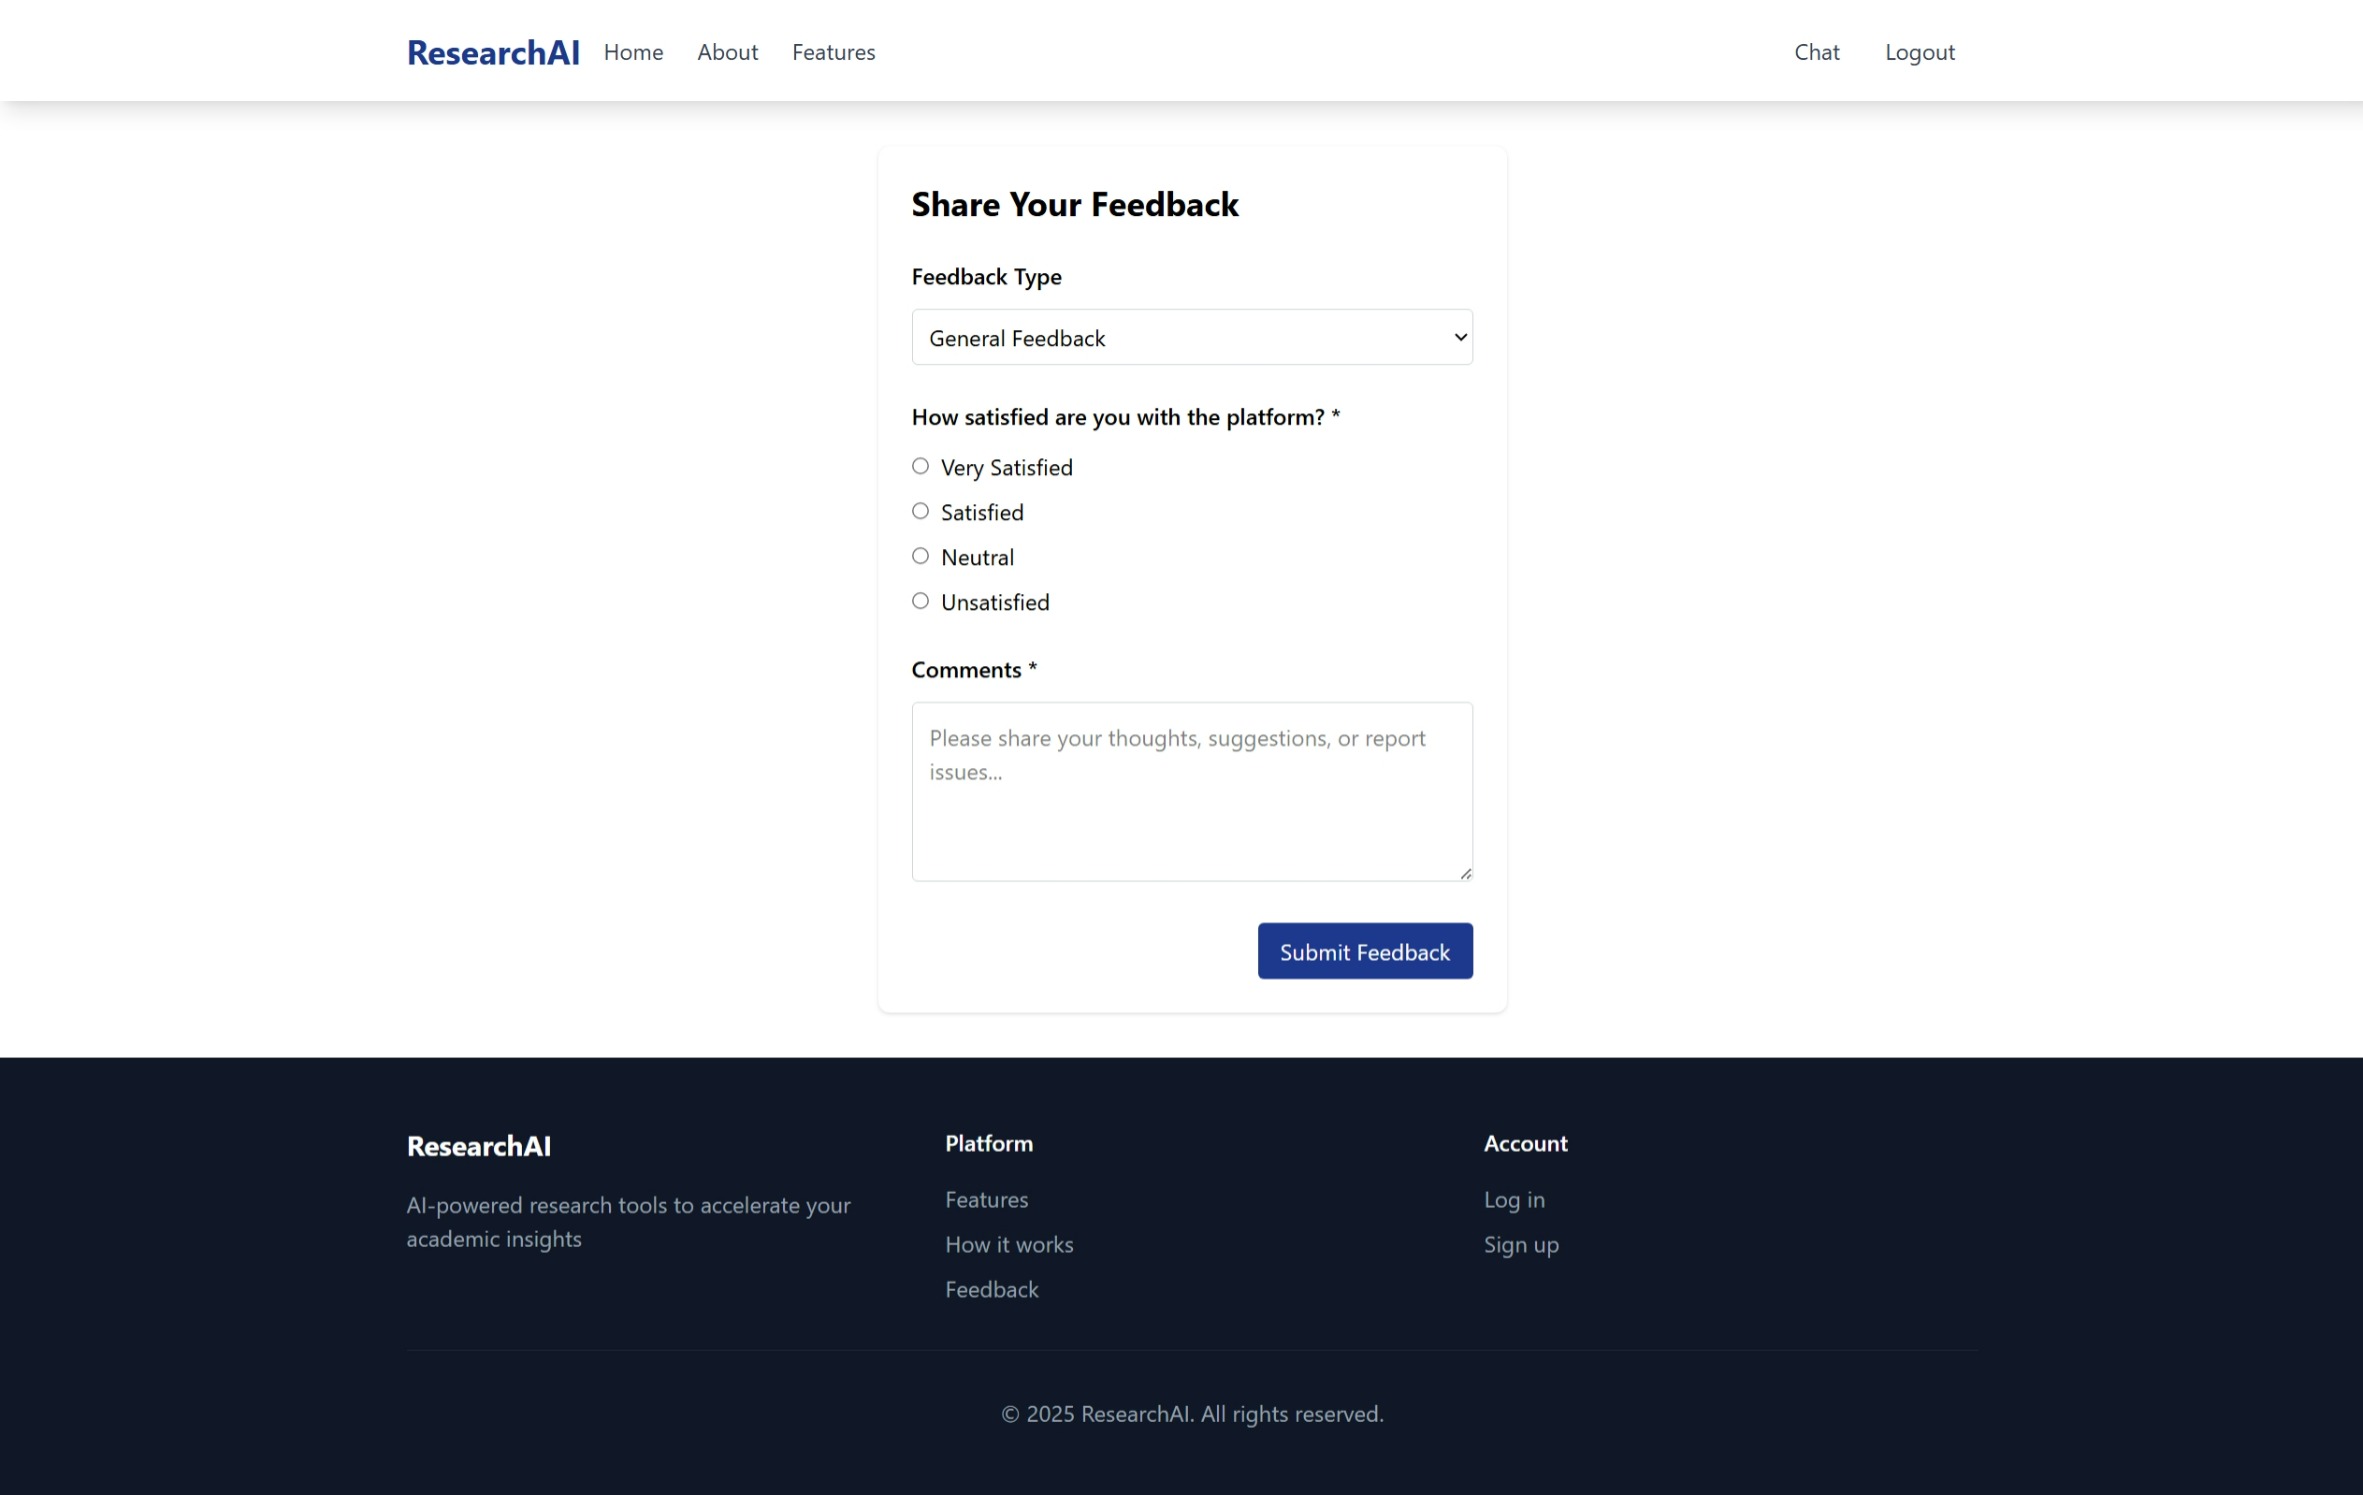 ResearchAI Home About Features Chat Logout
Share Your Feedback
Feedback Type
General Feedback
How satisfied are you with the platform? *
Very Satisfied
Satisfied
Neutral
Unsatisfied
Comments *
Please share your thoughts, suggestions, or report
issues...
Submit Feedback
ResearchAI
AI-powered research tools to accelerate your
academic insights
Platform
Features
How it works
Feedback
Account
Log in
Sign up
© 2025 ResearchAI. All rights reserved.